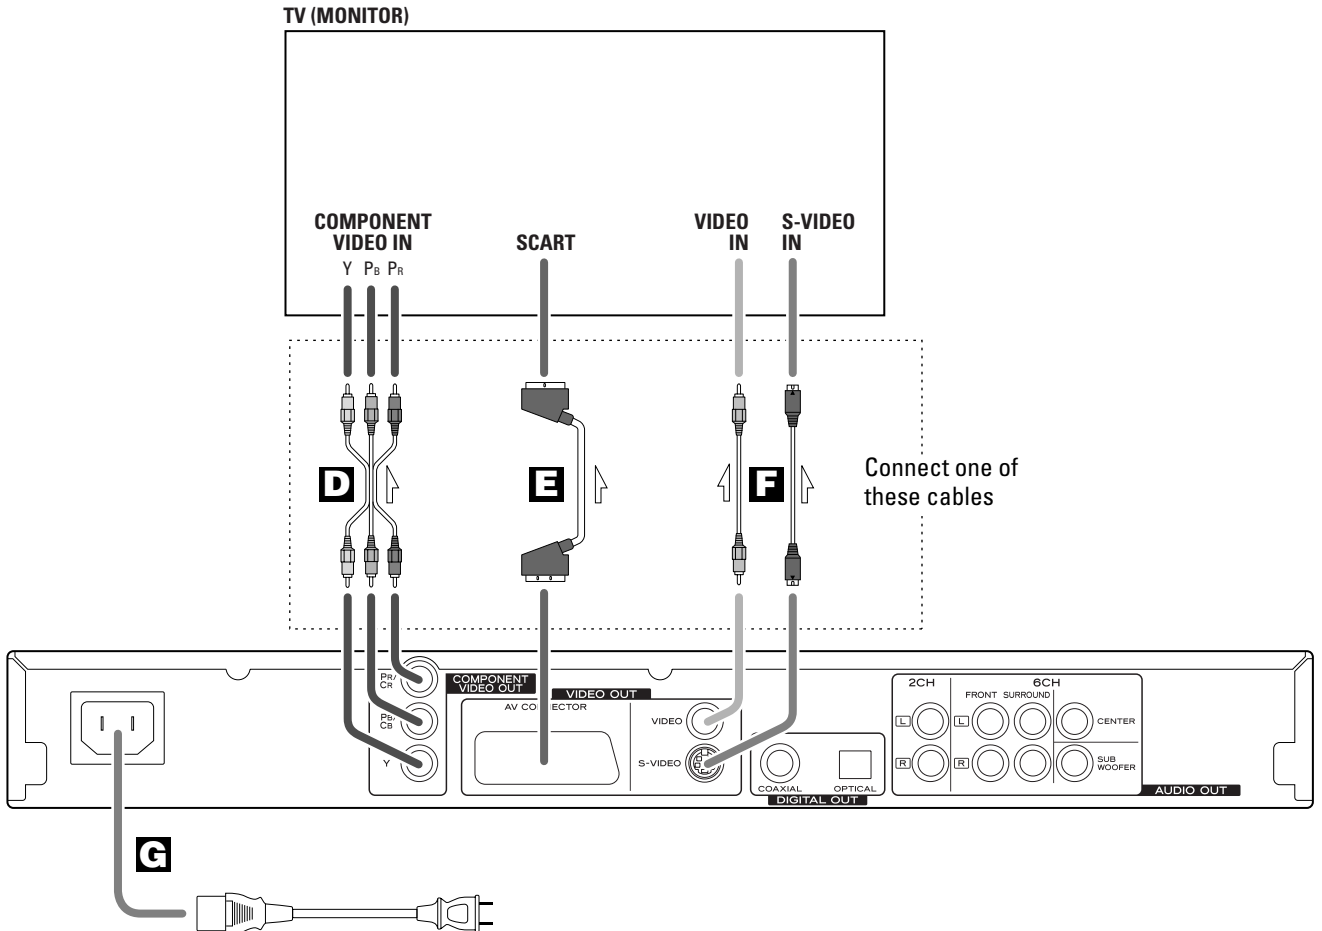 TV (MONITOR)
COMPONENT
VIDEO IN
Y PB PR
SCART
VIDEO
IN
S-VIDEO
IN
D
E
F
Connect one of
these cables
PR/
CR
COMPONENT
VIDEO OUT
PB/
CB
Y
VIDEO OUT
AV CONNECTOR
VIDEO
S-VIDEO
COAXIAL
OPTICAL
DIGITAL OUT
2CH
6CH
FRONT SURROUND
L
L
CENTER
R
R
SUB
WOOFER
AUDIO OUT
G